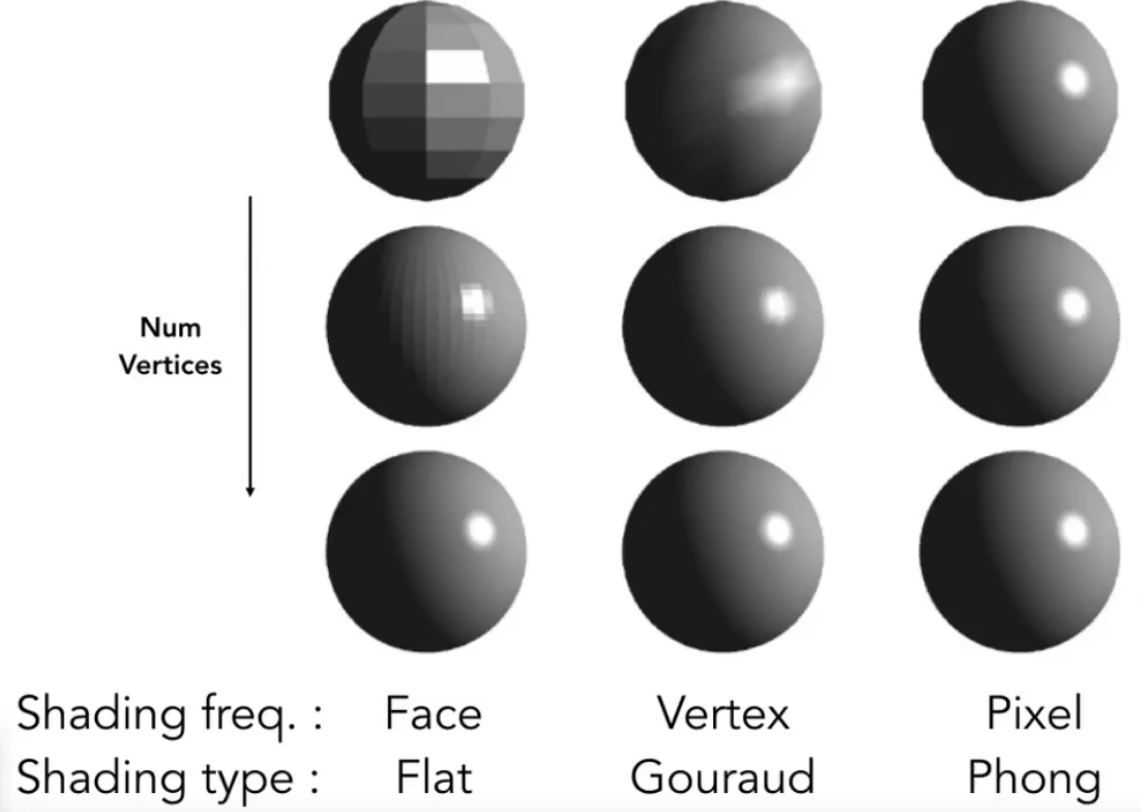 Num
Vertices
Shading freq. : Face Vertex Pixel
Shading type : Flat Gouraud Phong